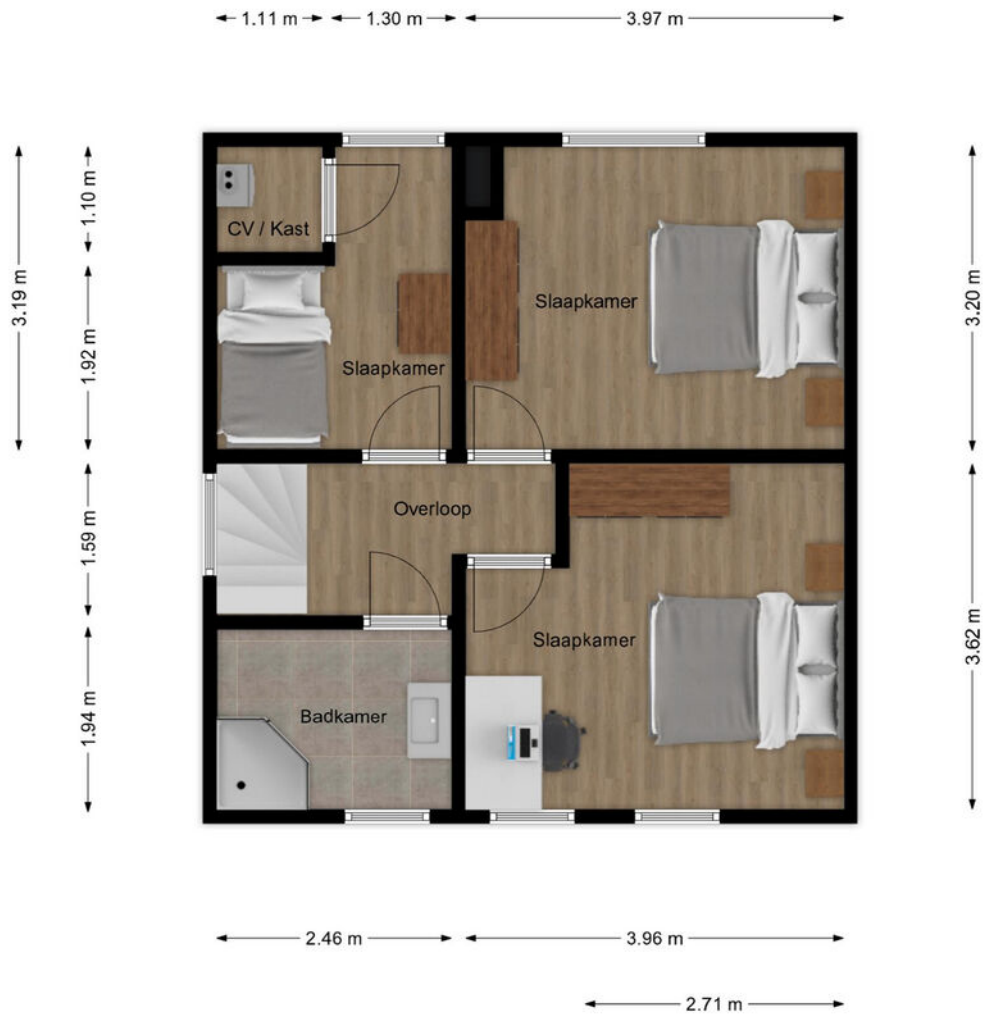 1.11 m
1.30 m
3.97 m
3.19 m
1.10 m
1.92 m
1.59 m
1.94 m
CV / Kast
Slaapkamer
Slaapkamer
Overloop
Slaapkamer
Badkamer
3.20 m
3.62 m
2.46 m
3.96 m
2.71 m